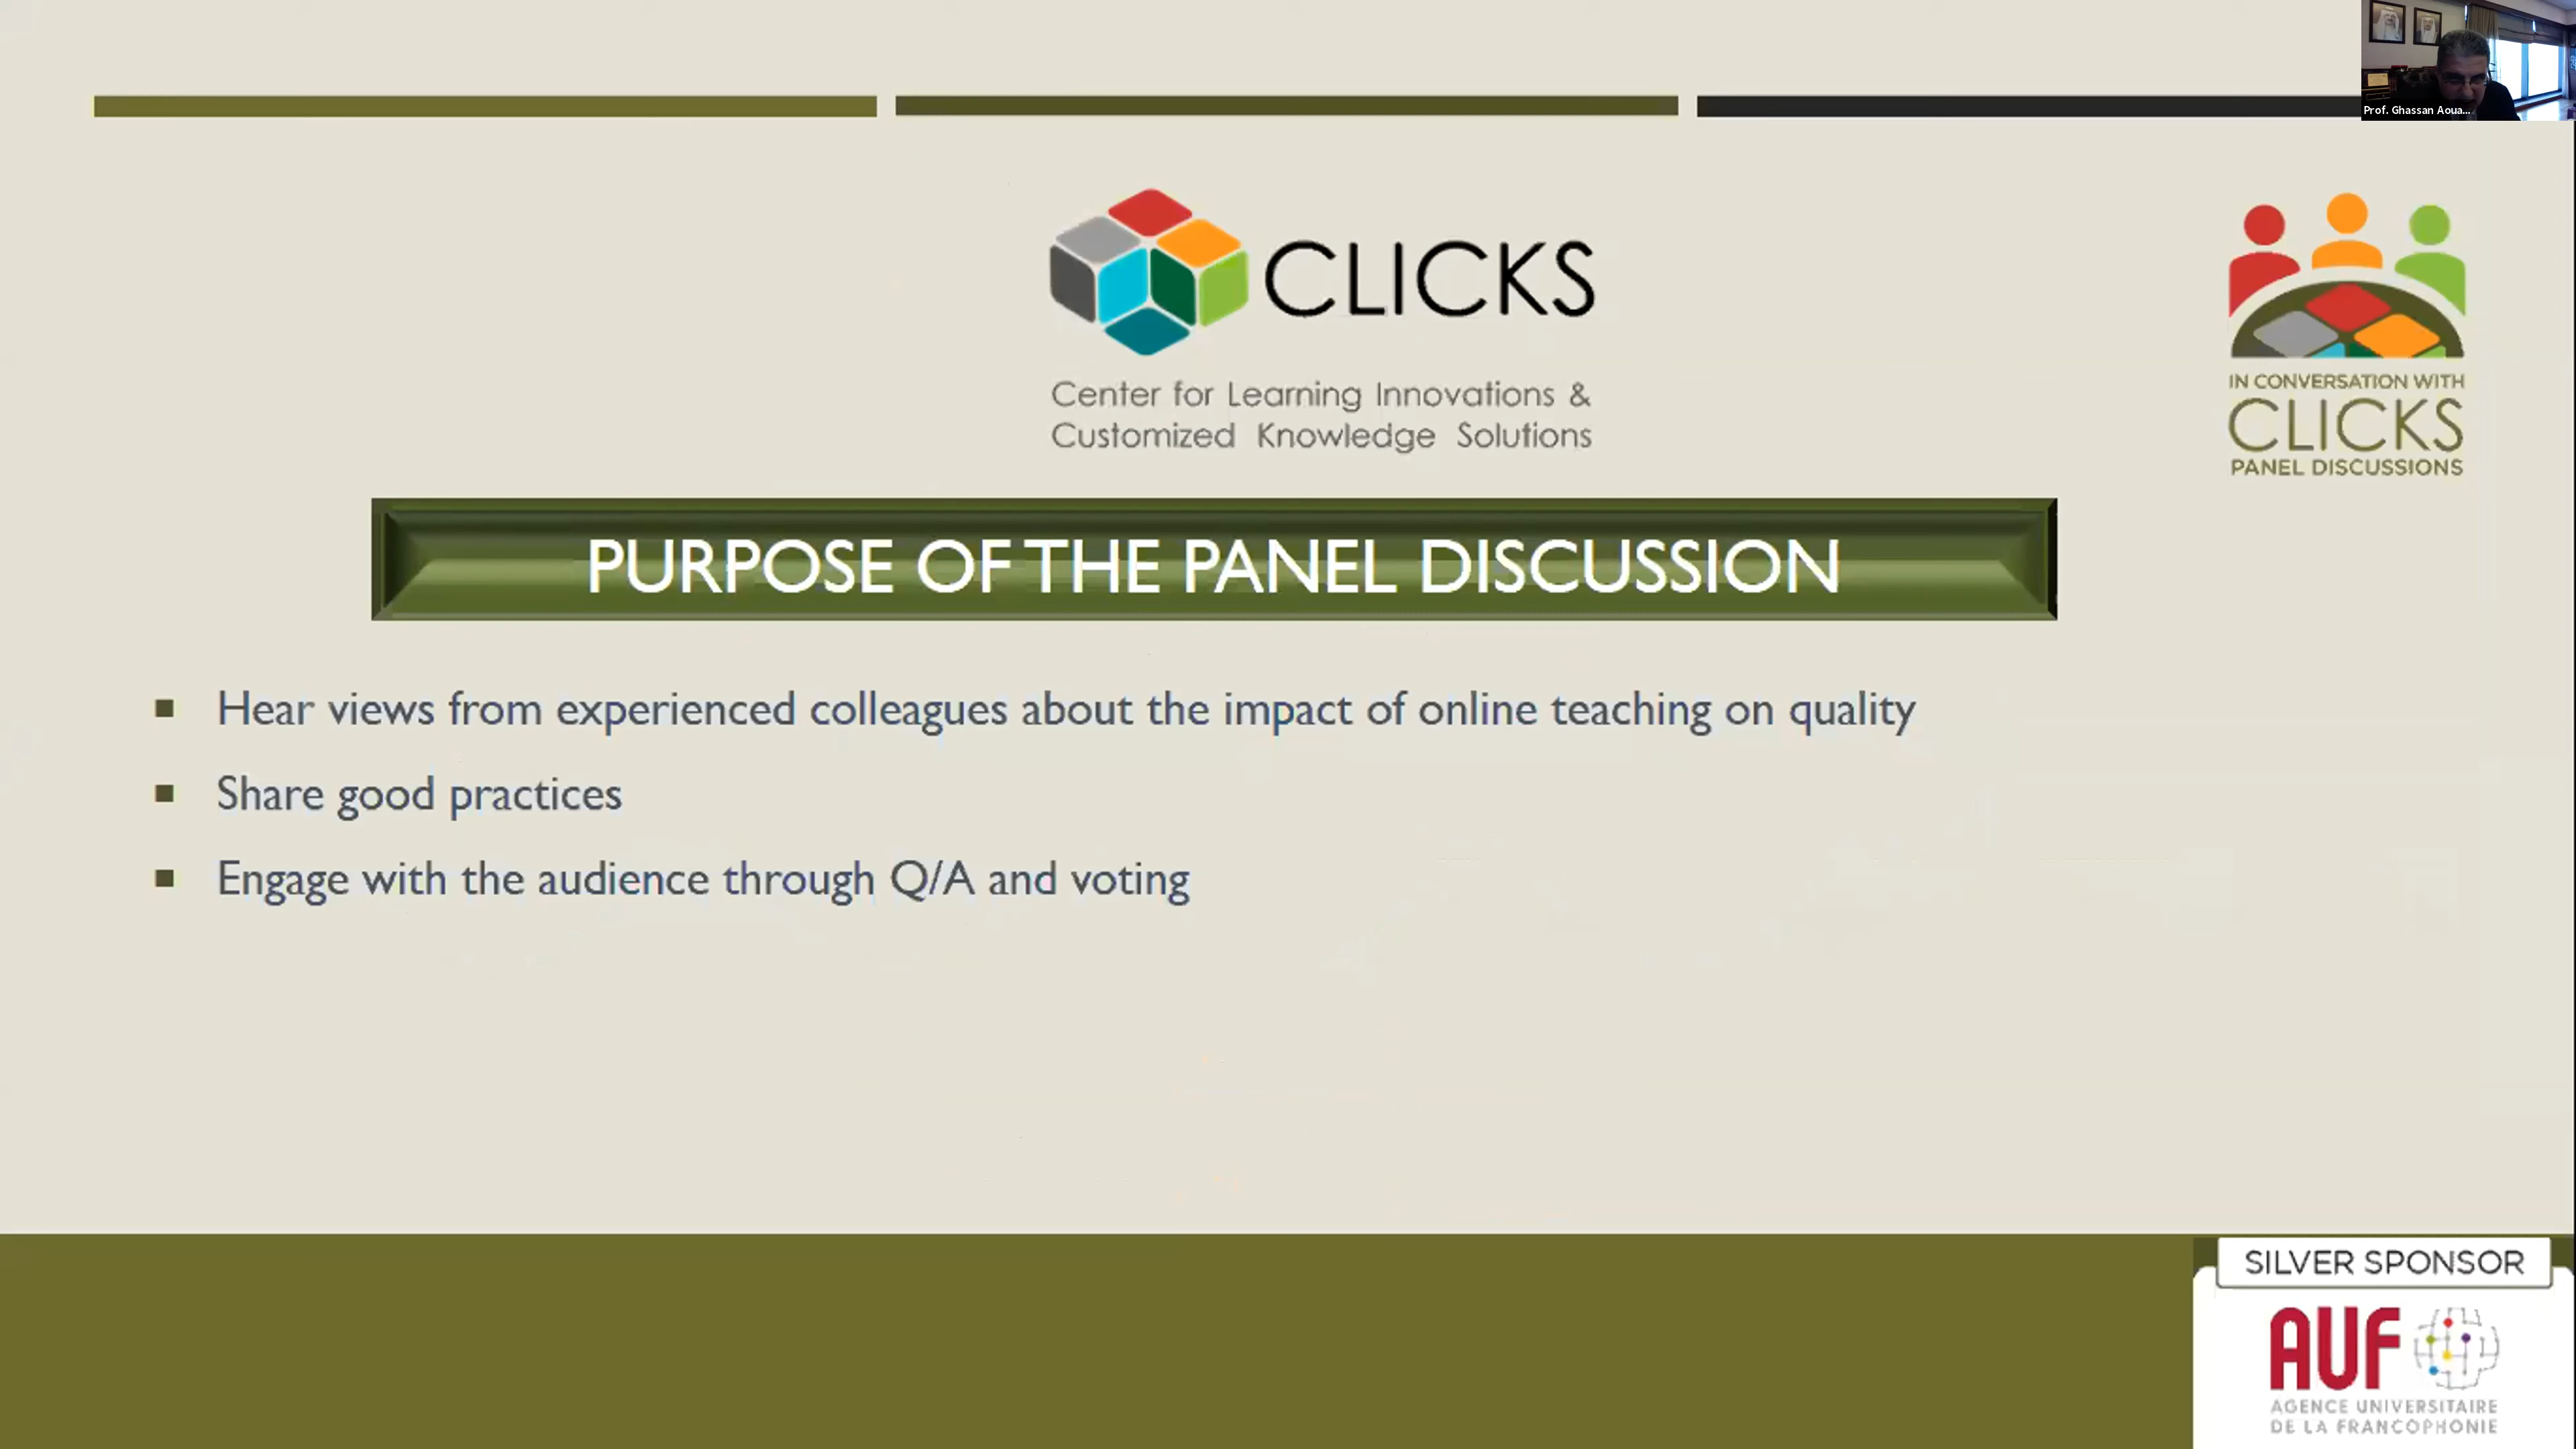 Prof. Ghassan Aoua...
CLICKS
Center for Learning Innovations &
Customized Knowledge Solutions
IN CONVERSATION WITH
CLICKS
PANEL DISCUSSIONS
PURPOSE OF THE PANEL DISCUSSION
Hear views from experienced colleagues about the impact of online teaching on quality
Share good practices
Engage with the audience through Q/A and voting
SILVER SPONSOR
AUF
AGENCE UNIVERSITAIRE
DE LA FRANCOPHONIE